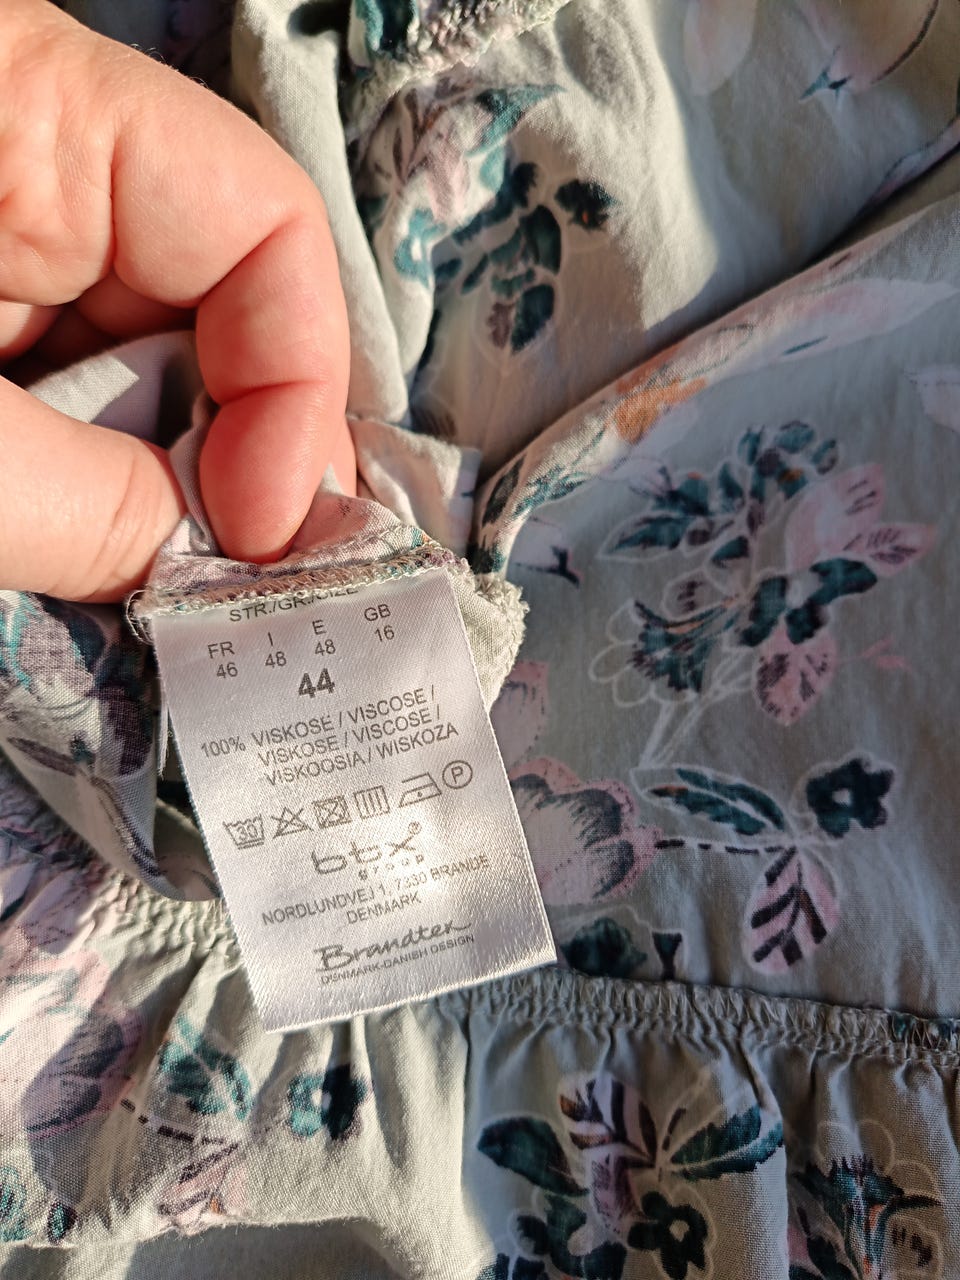 STR./GR./SIZE
FR I E GB
46 48 48 16
44
100% VISKOSE / VISCOSE /
VISKOSE / VISCOSE /
VISKOOSIA / WISKOZA
30 P
btx®
group
NORDLUNDVEJ 1, 7330 BRANDE
DENMARK
Brandtex
DENMARK-DANISH DESIGN